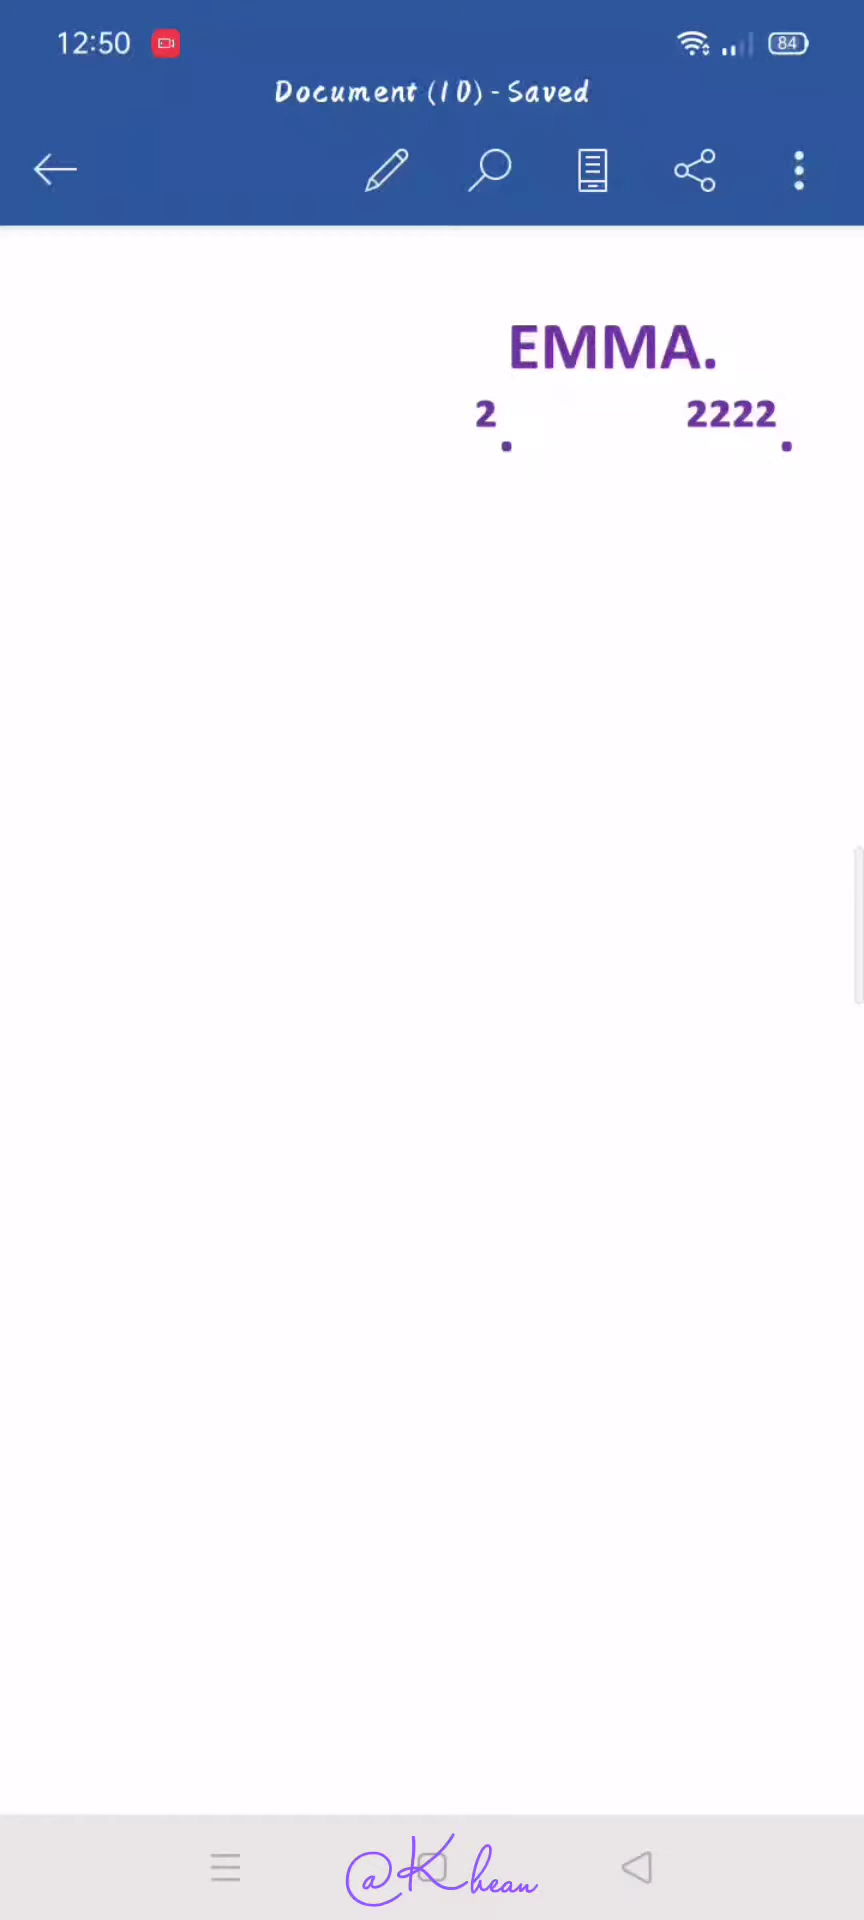 12:50
84
Document (10) - Saved
EMMA.
2. 2222.
@Khean